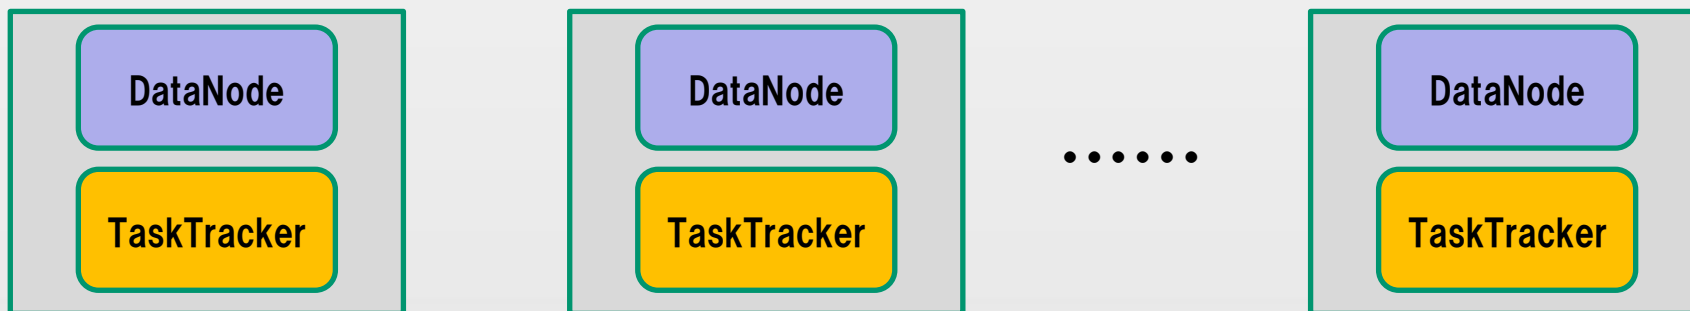 DataNode
TaskTracker
DataNode
TaskTracker
......
DataNode
TaskTracker